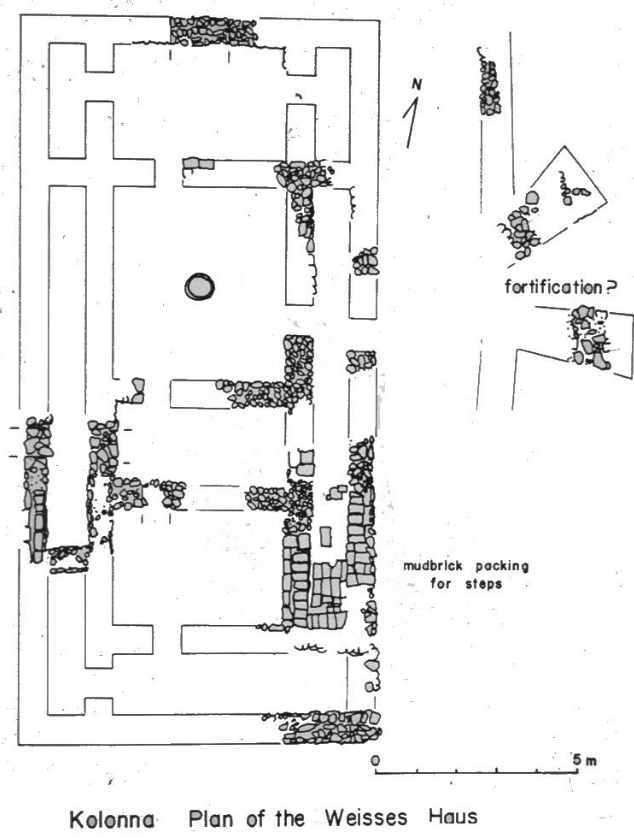 N
fortification?
mudbrick packing
for steps
0 5 m
Kolonna Plan of the Weisses Haus